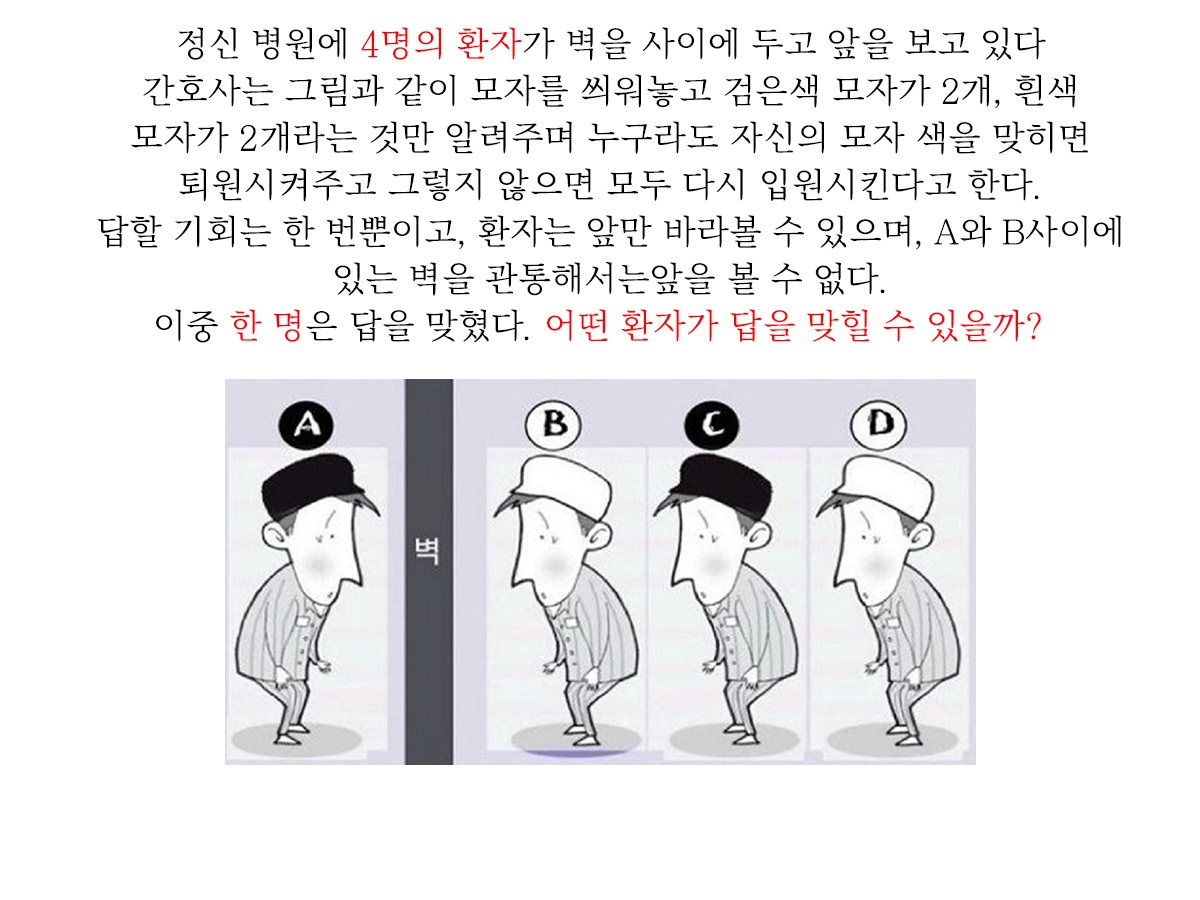 정신 병원에 4명의 환자가 벽을 사이에 두고 앞을 보고 있다
간호사는 그림과 같이 모자를 씌워놓고 검은색 모자가 2개, 흰색
모자가 2개라는 것만 알려주며 누구라도 자신의 모자 색을 맞히면
퇴원시켜주고 그렇지 않으면 모두 다시 입원시킨다고 한다.
답할 기회는 한 번뿐이고, 환자는 앞만 바라볼 수 있으며, A와 B사이에
있는 벽을 관통해서는앞을 볼 수 없다.
이중 한 명은 답을 맞혔다. 어떤 환자가 답을 맞힐 수 있을까?
A B C D
벽